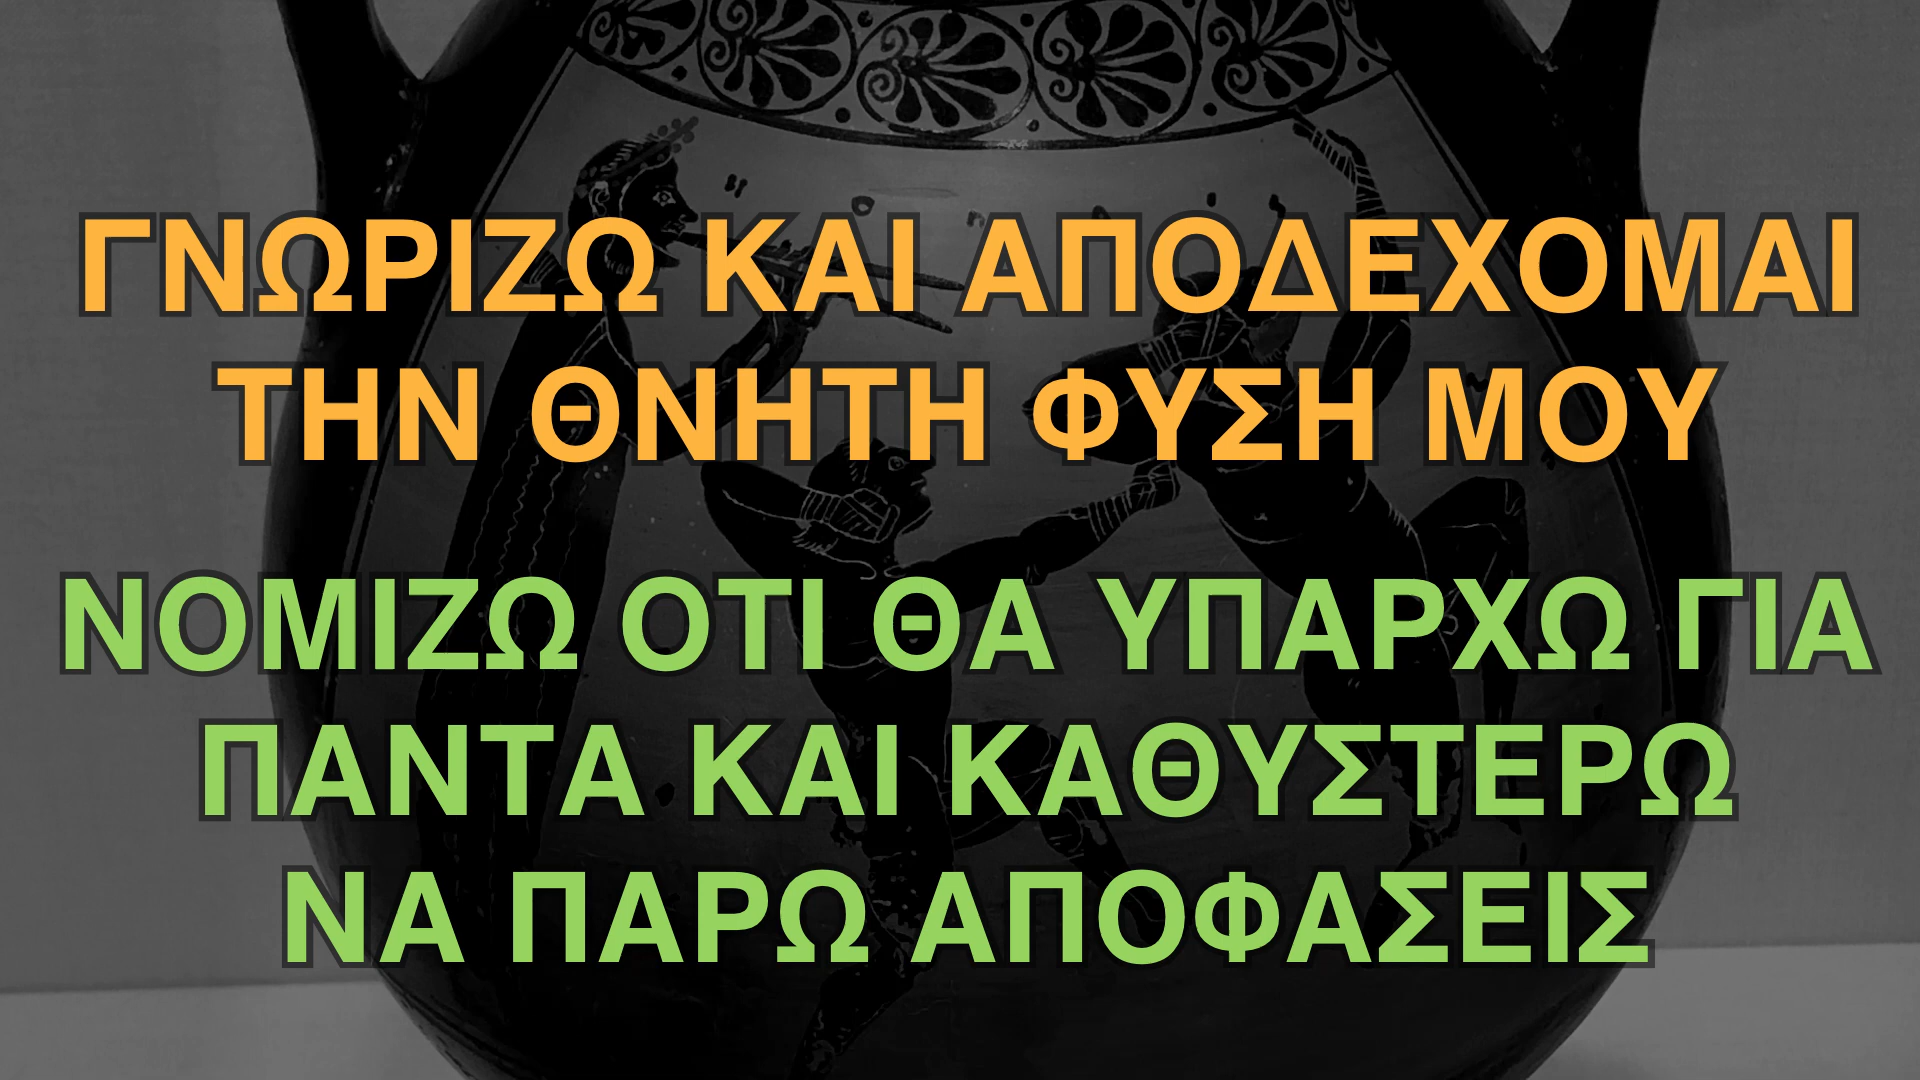 ΓΝΩΡΙΖΩ ΚΑΙ ΑΠΟΔΕΧΟΜΑΙ
ΤΗΝ ΘΝΗΤΗ ΦΥΣΗ ΜΟΥ
ΝΟΜΙΖΩ ΟΤΙ ΘΑ ΥΠΑΡΧΩ ΓΙΑ
ΠΑΝΤΑ ΚΑΙ ΚΑΘΥΣΤΕΡΩ
ΝΑ ΠΑΡΩ ΑΠΟΦΑΣΕΙΣ